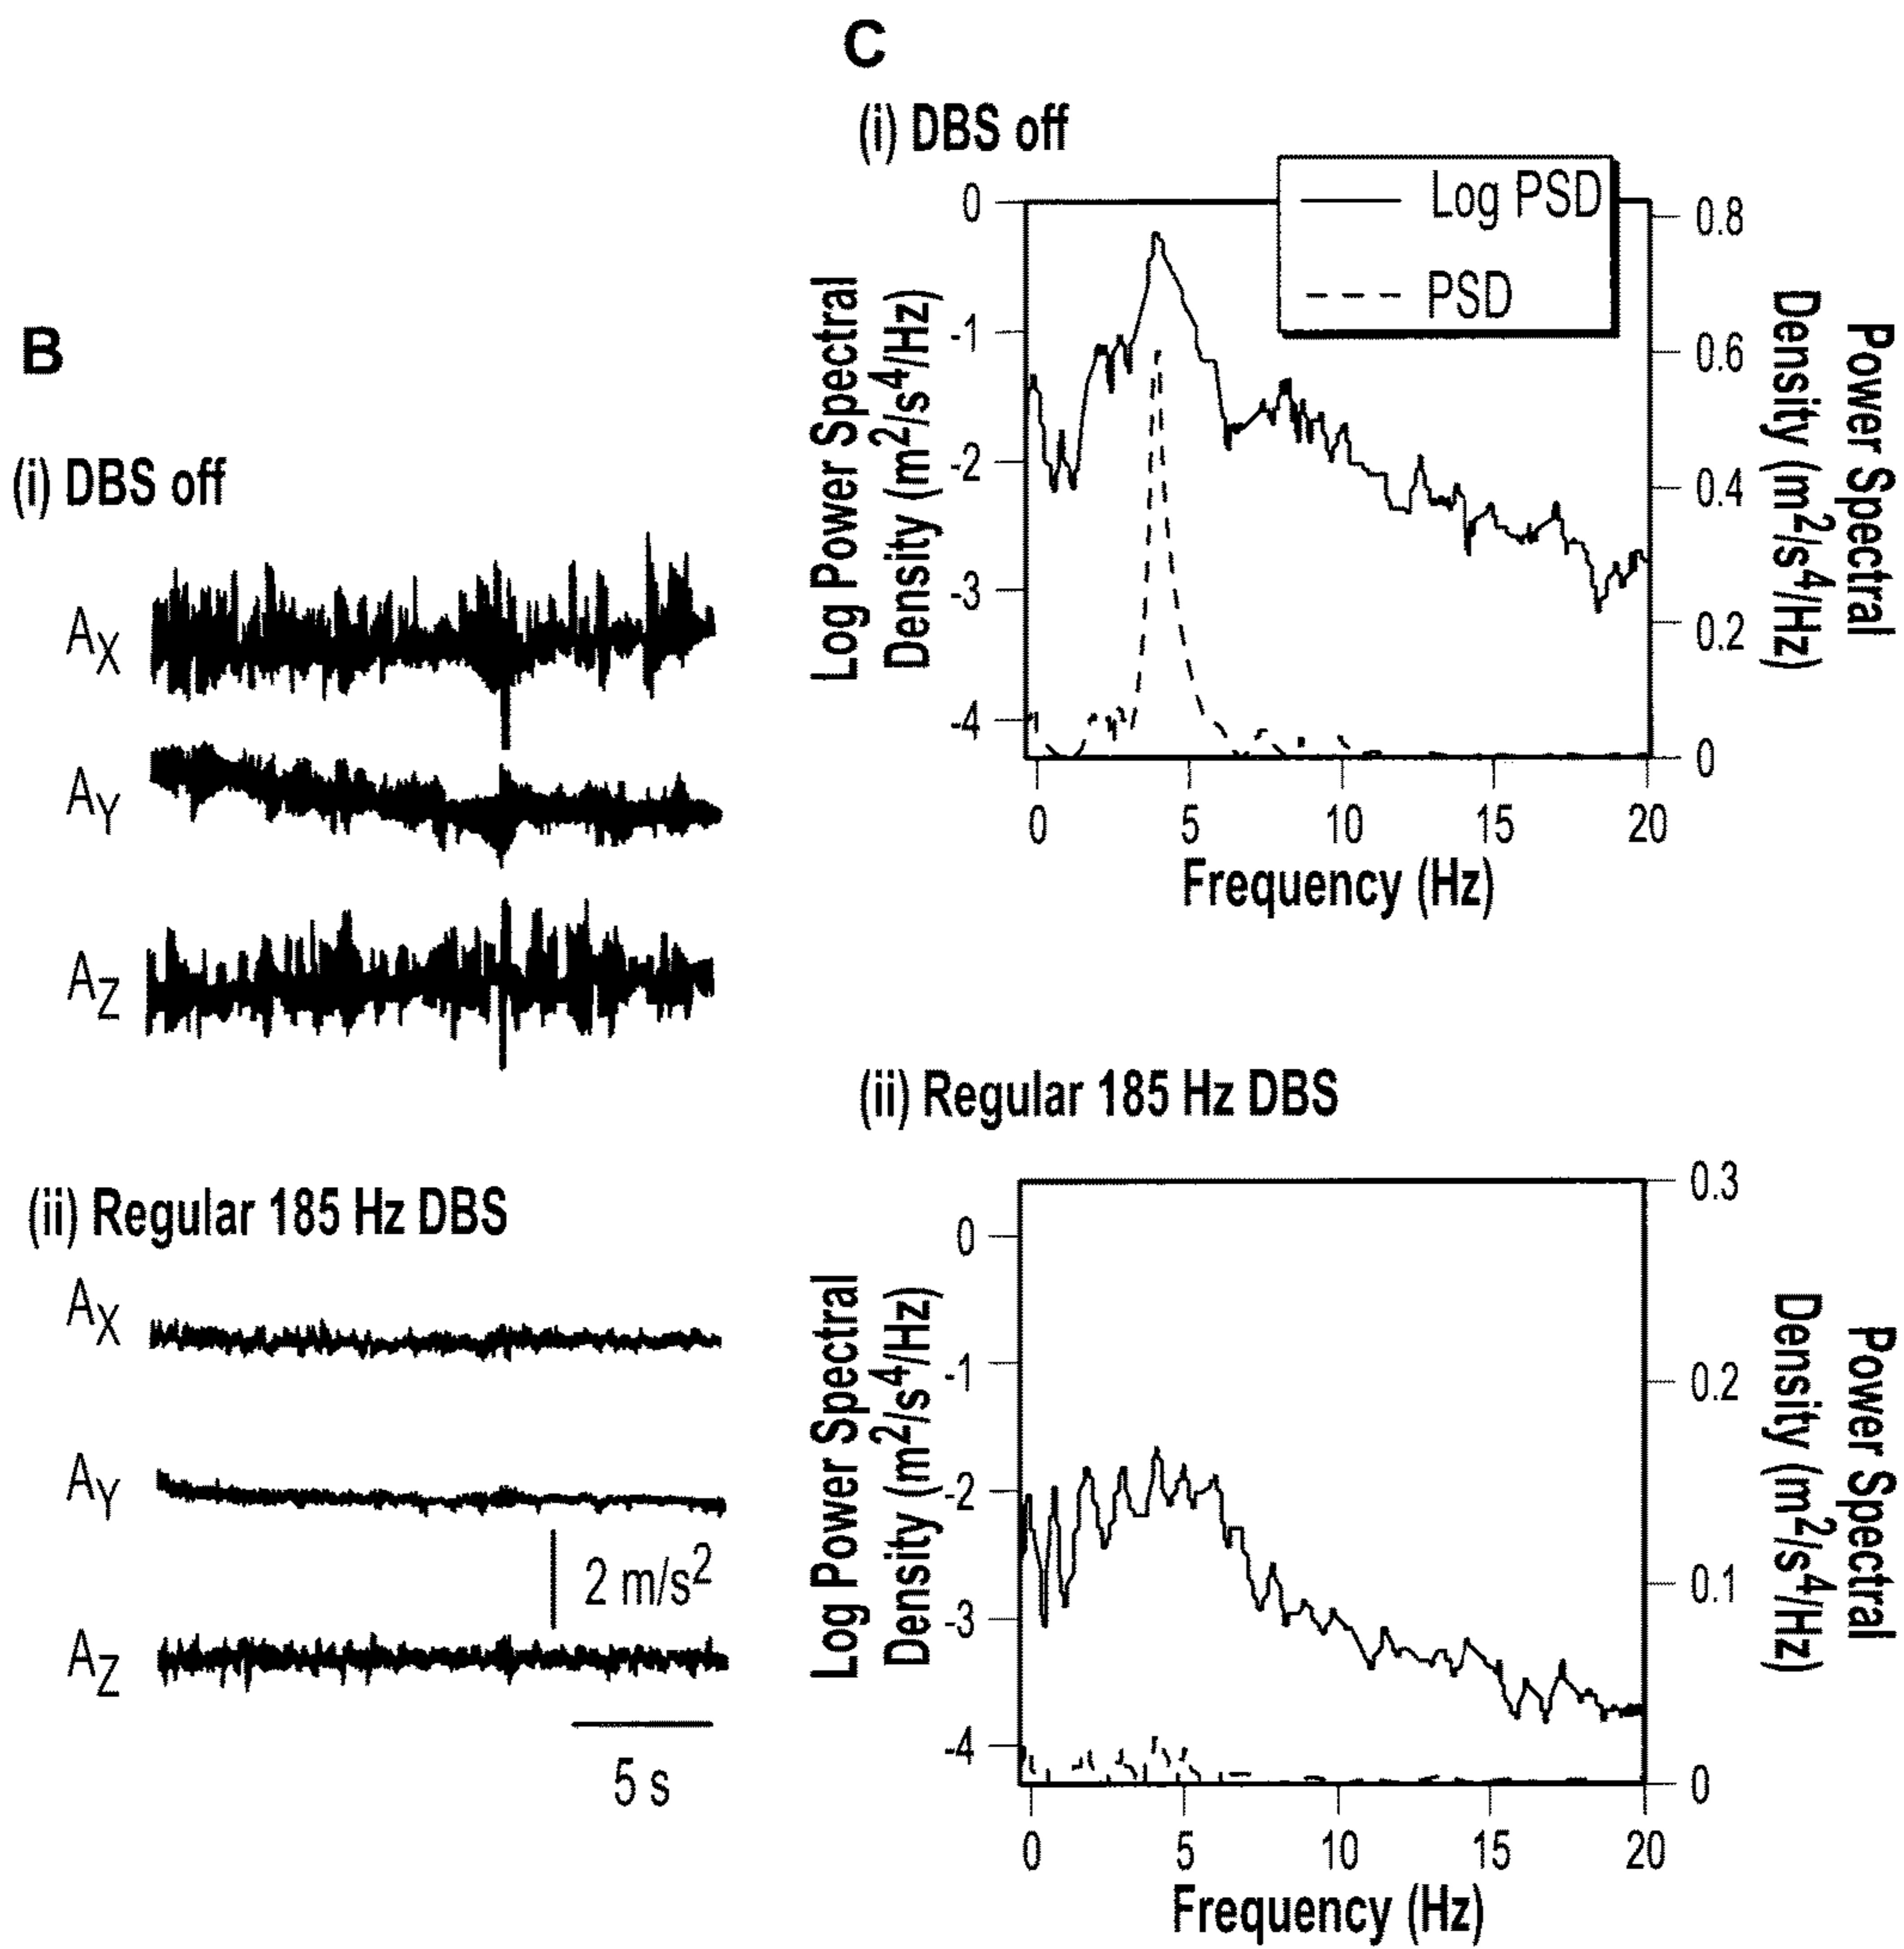 B
(i) DBS off
AX
AY
AZ
(ii) Regular 185 Hz DBS
AX
AY
2 m/s2
AZ
5 s
C
(i) DBS off
Log PSD
PSD
Log Power Spectral
Density (m2/s4/Hz)
0
-1
-2
-3
-4
Power Spectral
Density (m2/s4/Hz)
0.8
0.6
0.4
0.2
0
0 5 10 15 20
Frequency (Hz)
(ii) Regular 185 Hz DBS
Log Power Spectral
Density (m2/s4/Hz)
0
-1
-2
-3
-4
Power Spectral
Density (m2/s4/Hz)
0.3
0.2
0.1
0
0 5 10 15 20
Frequency (Hz)